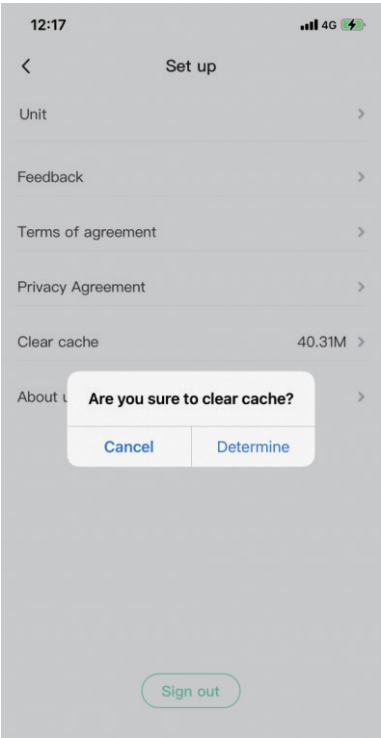 12:17 4G
Set up
Unit
Feedback
Terms of agreement
Privacy Agreement
Clear cache 40.31M
About u
Are you sure to clear cache?
Cancel Determine
Sign out